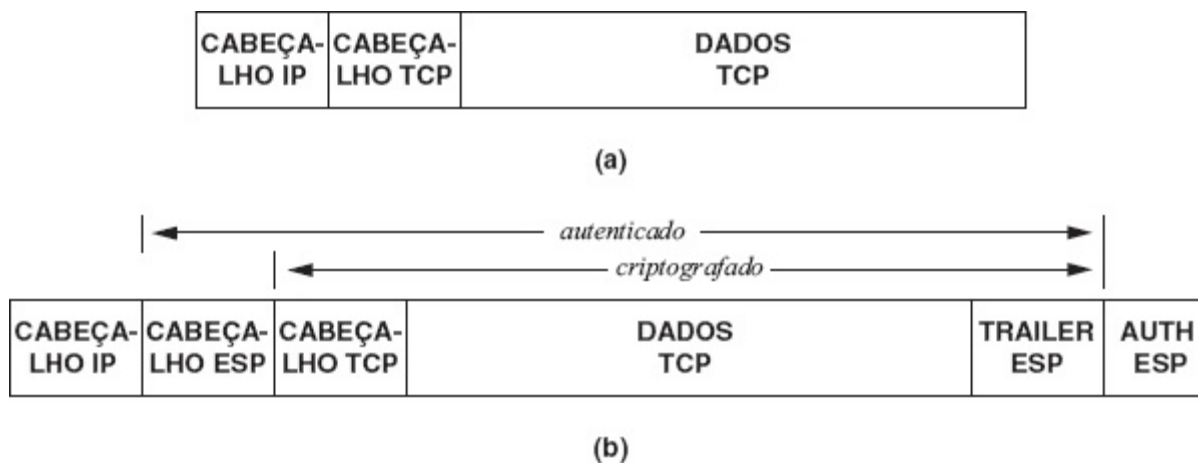 CABEÇA-
LHO IP
CABEÇA-
LHO TCP
DADOS
TCP
(a)
autenticado
criptografado
CABEÇA-
LHO IP
CABEÇA-
LHO ESP
CABEÇA-
LHO TCP
DADOS
TCP
TRAILER
ESP
AUTH
ESP
(b)